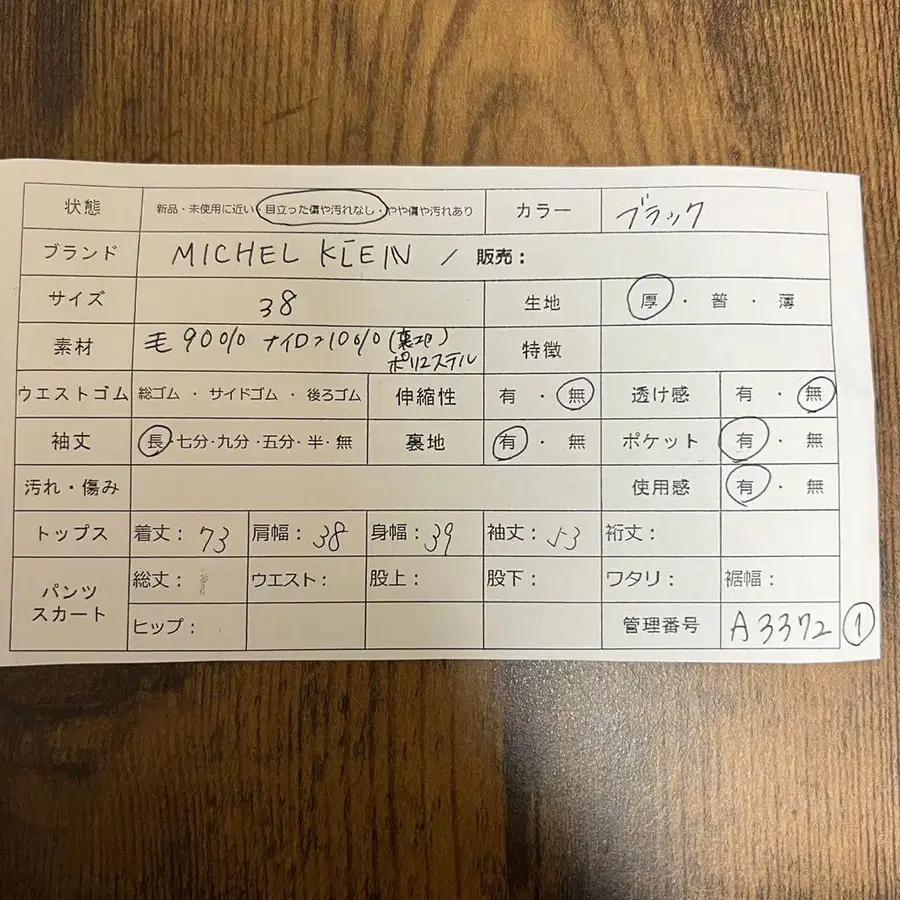 状態 新品・未使用に近い・目立った傷や汚れなし・やや傷や汚れあり カラー ブラック
ブランド MICHEL KLEIN / 販売：
サイズ 38 生地 厚・普・薄
素材 毛90% ナイロン10% (裏地) ポリエステル 特徴
ウエストゴム 総ゴム・サイドゴム・後ろゴム 伸縮性 有・無 透け感 有・無
袖丈 長・七分・九分・五分・半・無 裏地 有・無 ポケット 有・無
汚れ・傷み 使用感 有・無
トップス 着丈：73 肩幅：38 身幅：39 袖丈：53 裄丈：
パンツ スカート 総丈： ウエスト： 股上： 股下： ワタリ： 裾幅：
ヒップ： 管理番号 A3372 ①